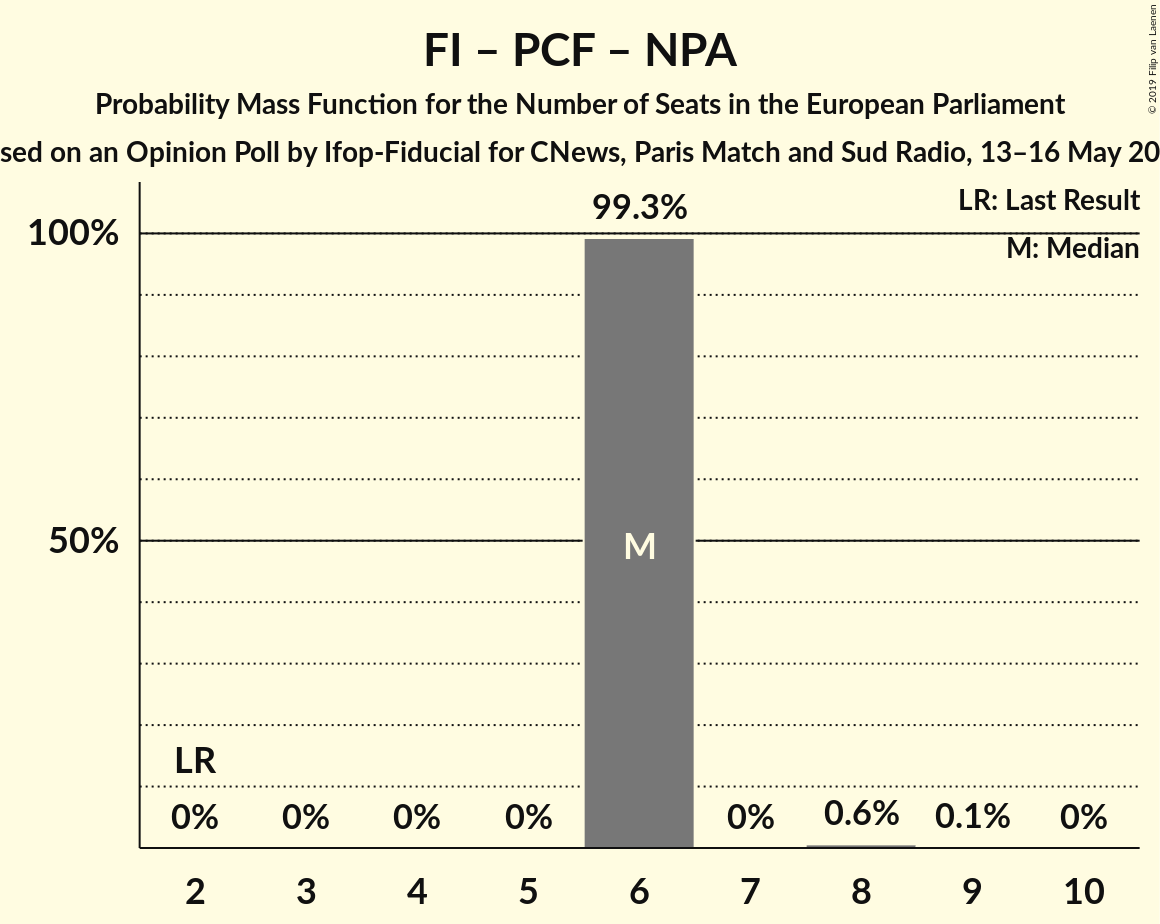 FI – PCF – NPA
Probability Mass Function for the Number of Seats in the European Parliament
sed on an Opinion Poll by Ifop-Fiducial for CNews, Paris Match and Sud Radio, 13–16 May 20
© 2019 Filip van Laenen
LR: Last Result
M: Median
99.3%
100%
50%
M
LR
0% 0% 0% 0% 0% 0.6% 0.1% 0%
2 3 4 5 6 7 8 9 10